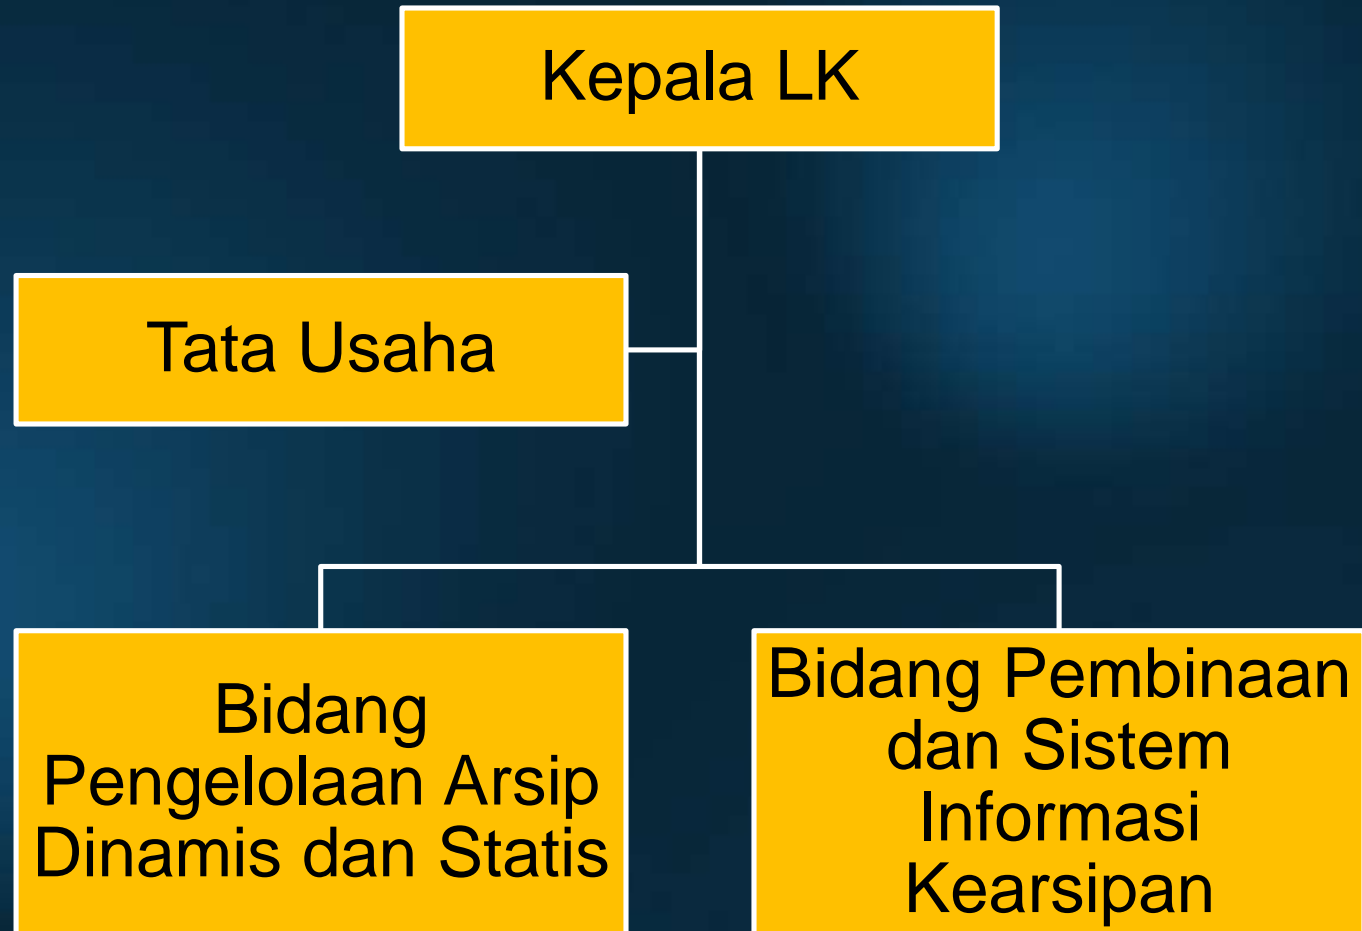 Kepala LK
Tata Usaha
Bidang
Pengelolaan Arsip
Dinamis dan Statis
Bidang Pembinaan
dan Sistem
Informasi
Kearsipan